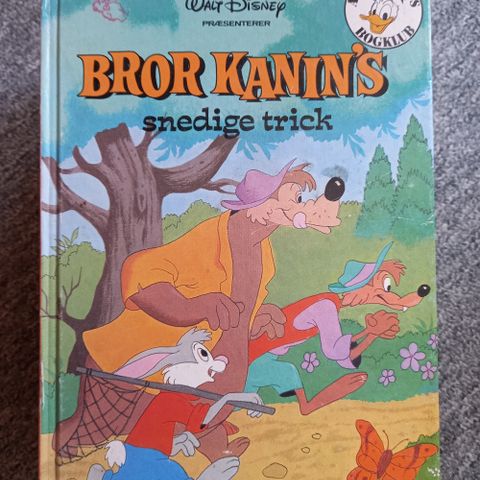 WALT DISNEY
PRÆSENTERER
BOGKLUB
BROR KANIN'S
snedige trick